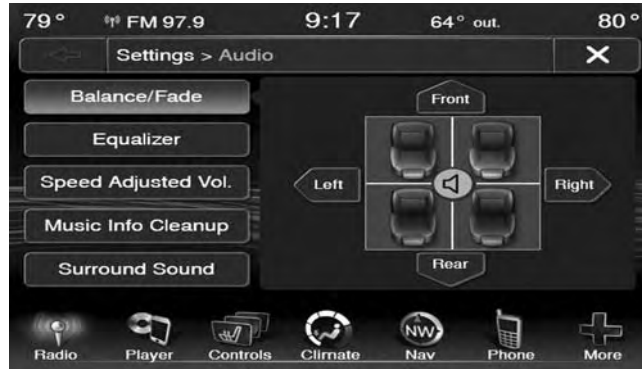 79° FM 97.9 9:17 64° out. 80°
Settings > Audio
Balance/Fade
Equalizer
Speed Adjusted Vol.
Music Info Cleanup
Surround Sound
Front
Left
Right
Rear
NW
Radio Player Controls Climate Nav Phone More